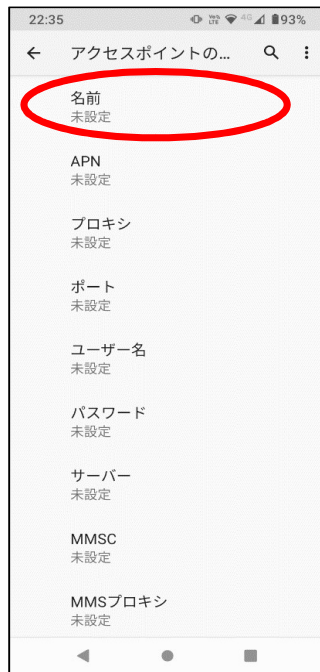 22:35 VoLTE 4G 93%
アクセスポイントの...
名前
未設定
APN
未設定
プロキシ
未設定
ポート
未設定
ユーザー名
未設定
パスワード
未設定
サーバー
未設定
MMSC
未設定
MMSプロキシ
未設定